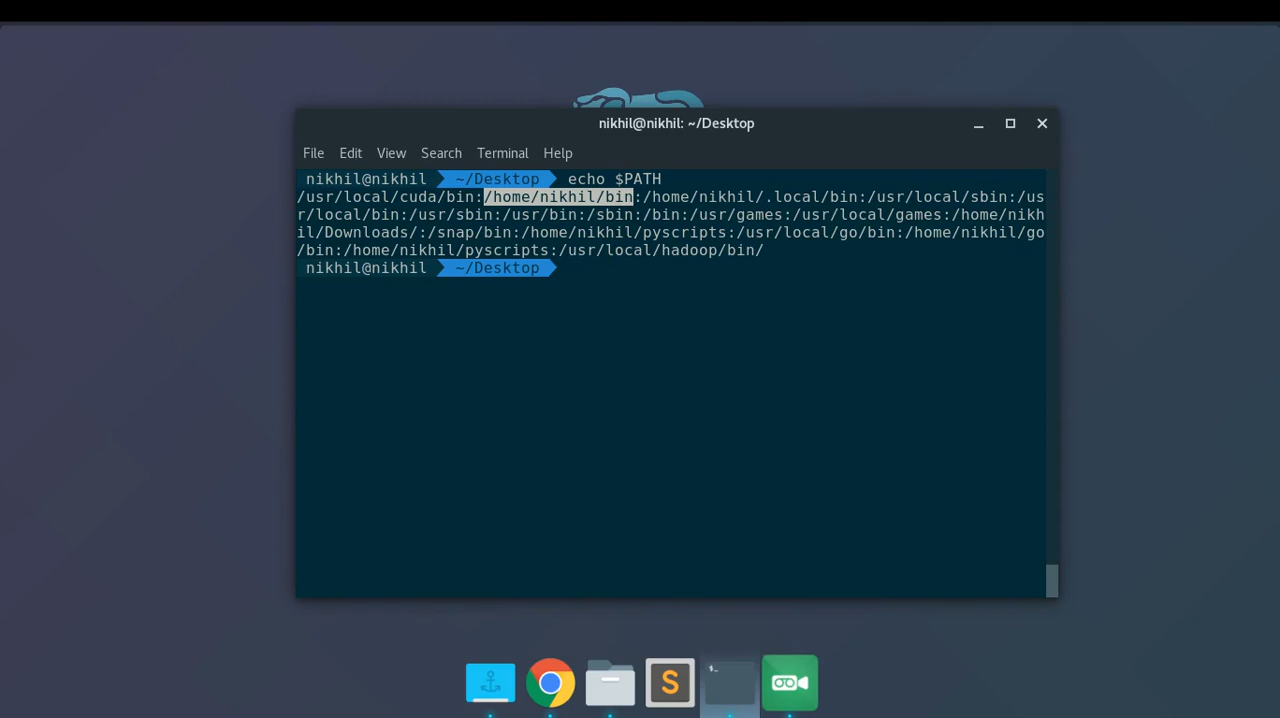 nikhil@nikhil: ~/Desktop
File Edit View Search Terminal Help
nikhil@nikhil ~/Desktop echo $PATH
/usr/local/cuda/bin:/home/nikhil/bin:/home/nikhil/.local/bin:/usr/local/sbin:/us
r/local/bin:/usr/sbin:/usr/bin:/sbin:/bin:/usr/games:/usr/local/games:/home/nikh
il/Downloads/:/snap/bin:/home/nikhil/pyscripts:/usr/local/go/bin:/home/nikhil/go
/bin:/home/nikhil/pyscripts:/usr/local/hadoop/bin/
nikhil@nikhil ~/Desktop
S
$_